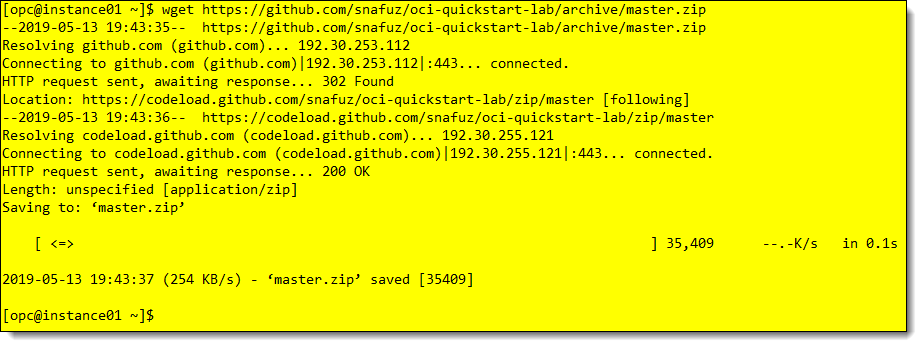 [opc@instance01 ~]$ wget https://github.com/snafuz/oci-quickstart-lab/archive/master.zip
--2019-05-13 19:43:35--  https://github.com/snafuz/oci-quickstart-lab/archive/master.zip
Resolving github.com (github.com)... 192.30.253.112
Connecting to github.com (github.com)|192.30.253.112|:443... connected.
HTTP request sent, awaiting response... 302 Found
Location: https://codeload.github.com/snafuz/oci-quickstart-lab/zip/master [following]
--2019-05-13 19:43:36--  https://codeload.github.com/snafuz/oci-quickstart-lab/zip/master
Resolving codeload.github.com (codeload.github.com)... 192.30.255.121
Connecting to codeload.github.com (codeload.github.com)|192.30.255.121|:443... connected.
HTTP request sent, awaiting response... 200 OK
Length: unspecified [application/zip]
Saving to: ‘master.zip’
[ <=> ] 35,409 --.-K/s in 0.1s
2019-05-13 19:43:37 (254 KB/s) - ‘master.zip’ saved [35409]
[opc@instance01 ~]$